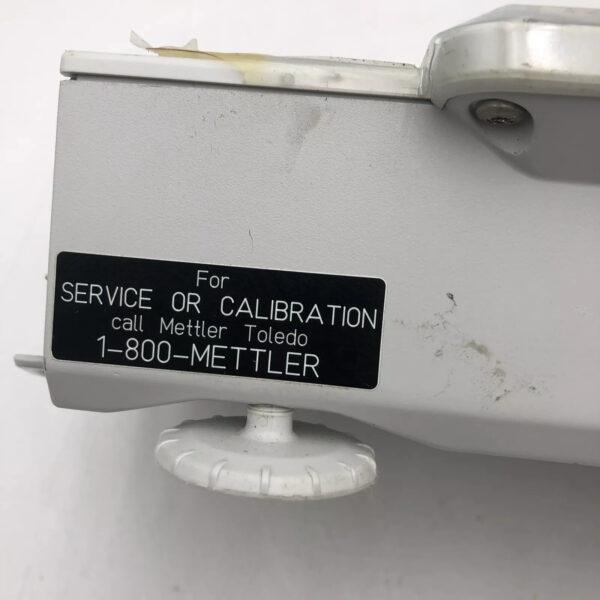 For
SERVICE OR CALIBRATION
call Mettler Toledo
1-800-METTLER